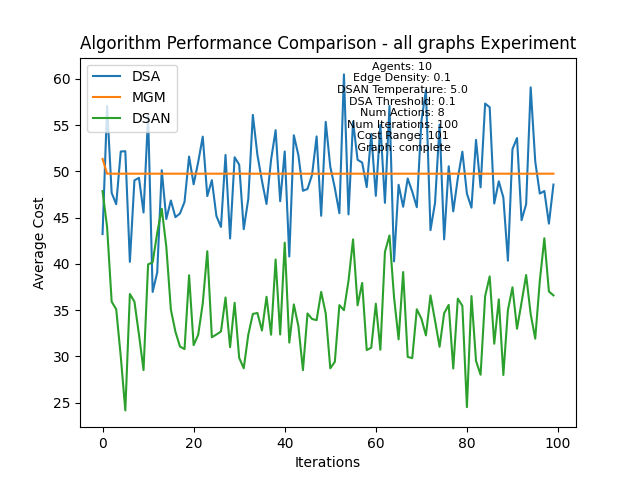 Algorithm Performance Comparison - all graphs Experiment
DSA
MGM
DSAN
Agents: 10
Edge Density: 0.1
DSAN Temperature: 5.0
DSA Threshold: 0.1
Num Actions: 8
Num Iterations: 100
Cost Range: 101
Graph: complete
Average Cost
60
55
50
45
40
35
30
25
0
20
40
60
80
100
Iterations